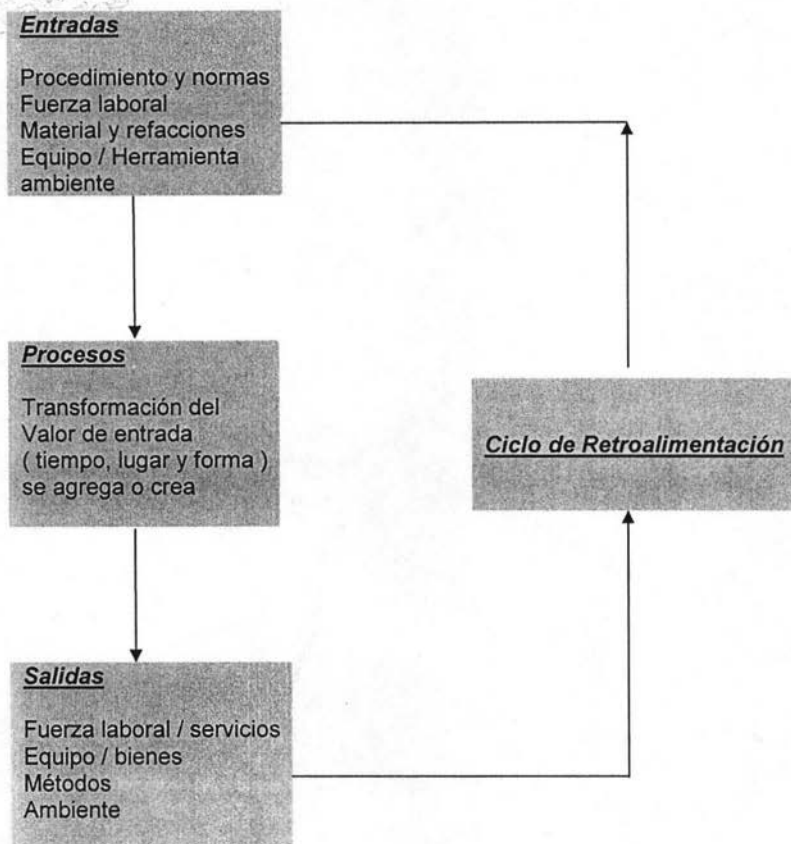 Entradas
Procedimiento y normas
Fuerza laboral
Material y refacciones
Equipo / Herramienta
ambiente
Procesos
Transformación del
Valor de entrada
( tiempo, lugar y forma )
se agrega o crea
Ciclo de Retroalimentación
Salidas
Fuerza laboral / servicios
Equipo / bienes
Métodos
Ambiente